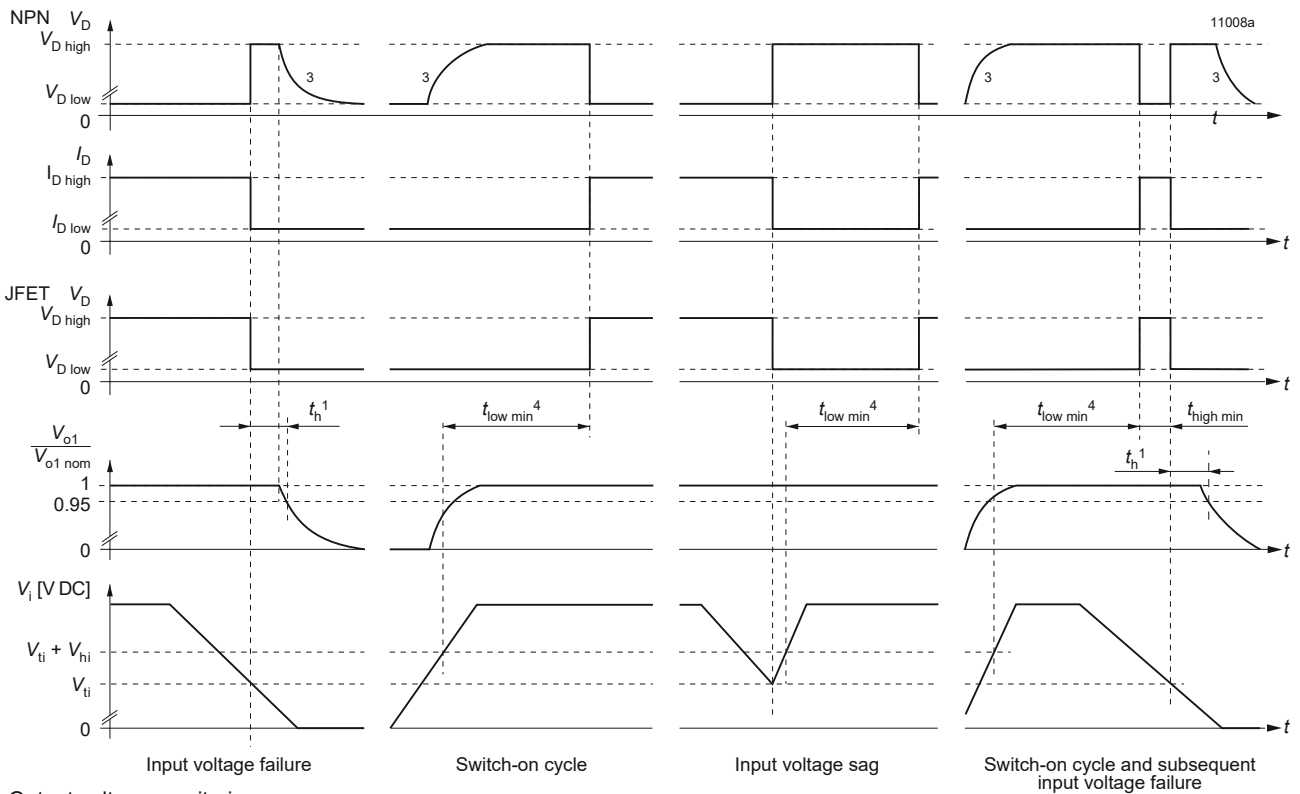 NPN V_D
11008a
V_D high
3 3 3 3
V_D low
0
t
I_D
I_D high
I_D low
0
t
JFET V_D
V_D high
V_D low
0
t
t_h^1 t_low min^4 t_low min^4 t_low min^4 t_high min
V_o1
V_o1 nom
t_h^1
1
0.95
0
t
V_i [V DC]
V_ti + V_hi
V_ti
0
t
Input voltage failure Switch-on cycle Input voltage sag Switch-on cycle and subsequent
input voltage failure